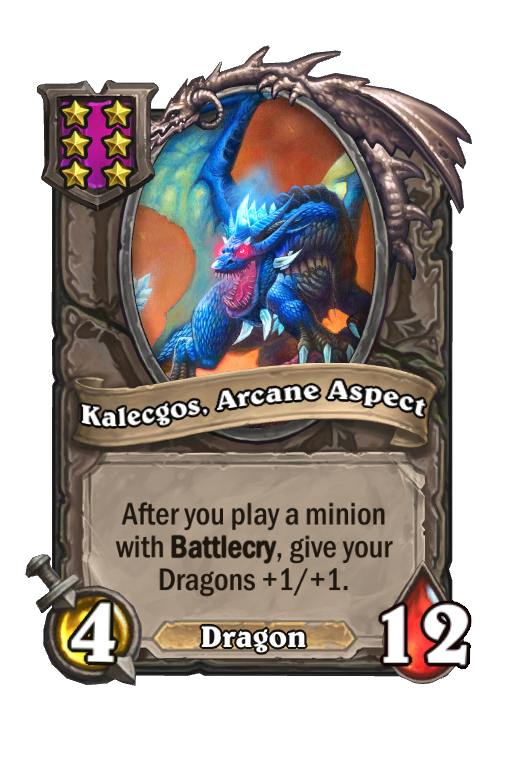 Kalecgos, Arcane Aspect
After you play a minion
with Battlecry, give your
Dragons +1/+1.
4
Dragon
12